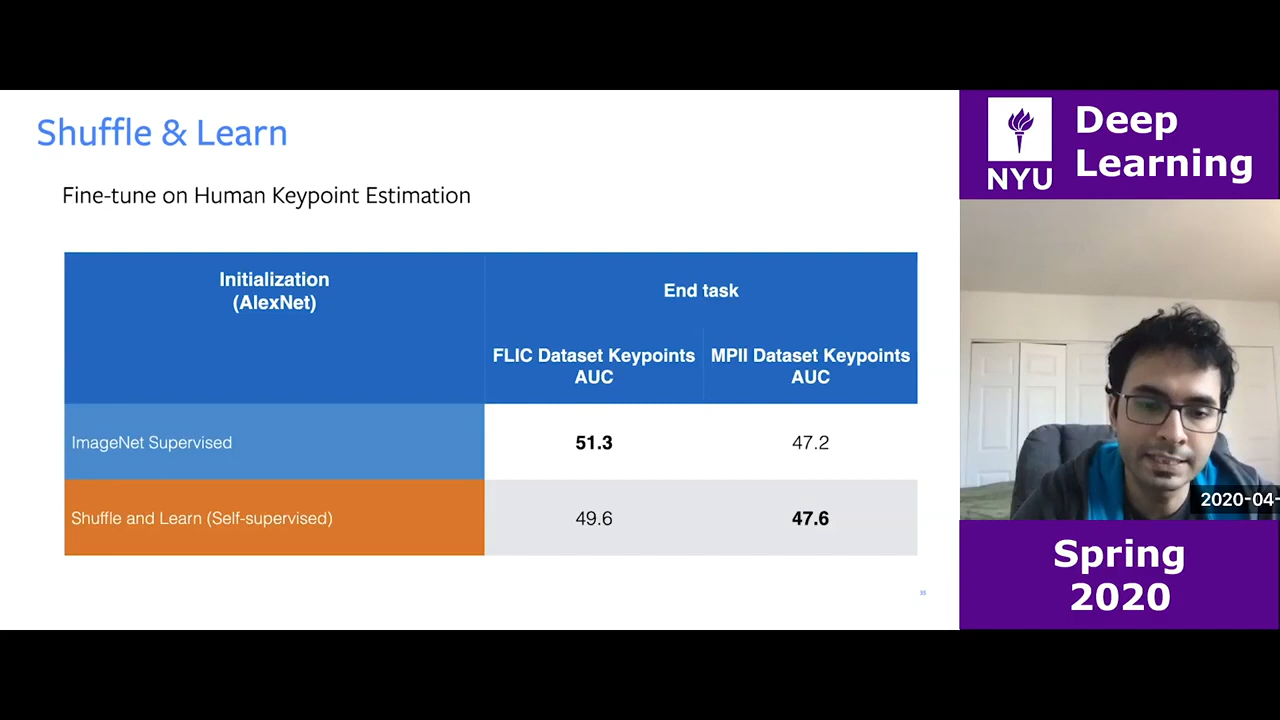 Shuffle & Learn
Fine-tune on Human Keypoint Estimation
Initialization
(AlexNet)
End task
FLIC Dataset Keypoints
AUC
MPII Dataset Keypoints
AUC
ImageNet Supervised
51.3
47.2
Shuffle and Learn (Self-supervised)
49.6
47.6
NYU
Deep
Learning
2020-04-
Spring
2020